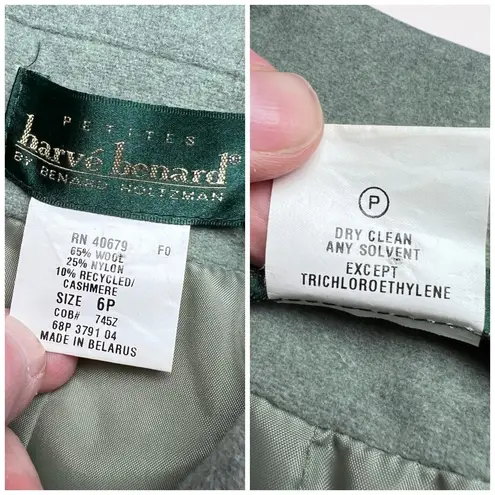 PETITES
harvé benard®
BY BENARD HOLTZMAN
RN 40679 F0
65% WOOL
25% NYLON
10% RECYCLED/
CASHMERE
SIZE 6P
COB# 745Z
68P 3791 04
MADE IN BELARUS
P
DRY CLEAN
ANY SOLVENT
EXCEPT
TRICHLOROETHYLENE